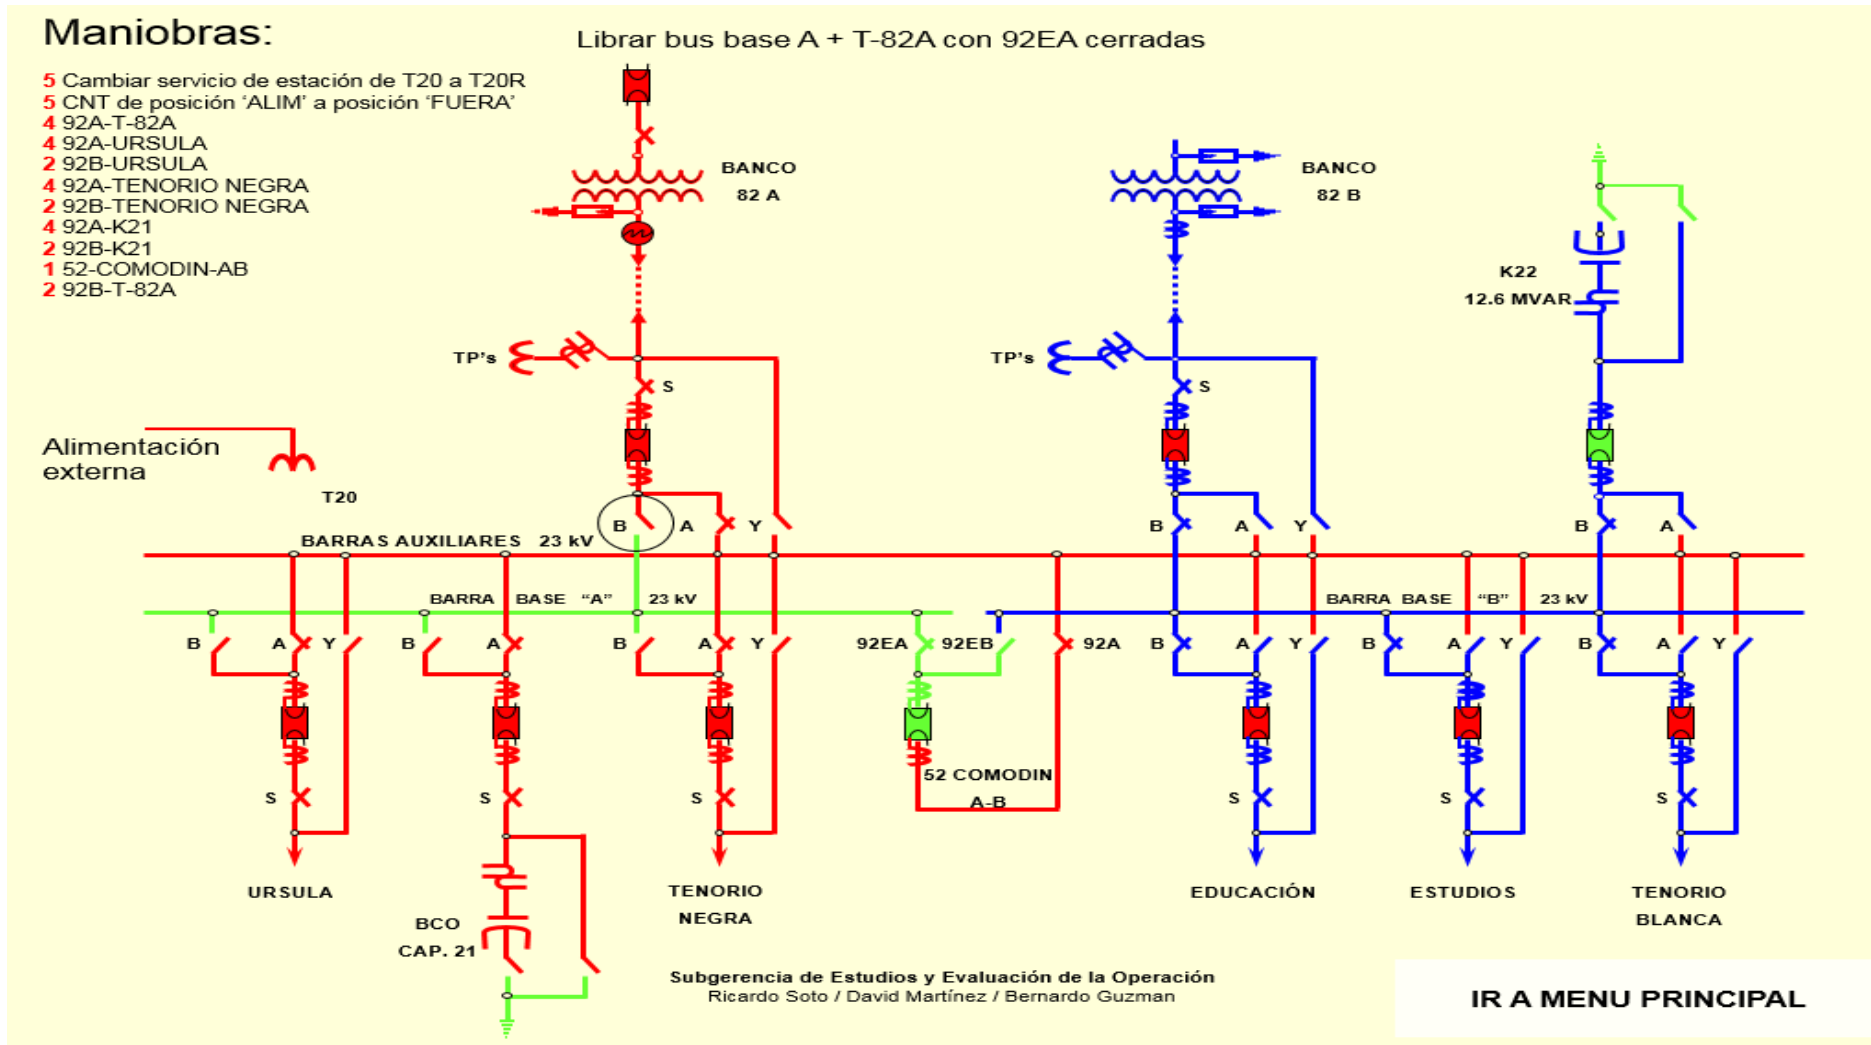 Maniobras:
Librar bus base A + T-82A con 92EA cerradas
5 Cambiar servicio de estación de T20 a T20R
5 CNT de posición ‘ALIM’ a posición ‘FUERA’
4 92A-T-82A
4 92A-URSULA
2 92B-URSULA
4 92A-TENORIO NEGRA
2 92B-TENORIO NEGRA
4 92A-K21
2 92B-K21
1 52-COMODIN-AB
2 92B-T-82A
BANCO
82 A
BANCO
82 B
K22
12.6 MVAR
TP's
S
TP's
S
Alimentación
externa
T20
B A Y
B A Y
B A
BARRAS AUXILIARES 23 kV
BARRA BASE “A” 23 kV
BARRA BASE “B” 23 kV
B A Y B A B A Y 92EA 92EB 92A B A Y B A Y B A Y
52 COMODIN
A-B
S S S S S S
URSULA
BCO
CAP. 21
TENORIO
NEGRA
EDUCACIÓN
ESTUDIOS
TENORIO
BLANCA
Subgerencia de Estudios y Evaluación de la Operación
Ricardo Soto / David Martínez / Bernardo Guzman
IR A MENU PRINCIPAL